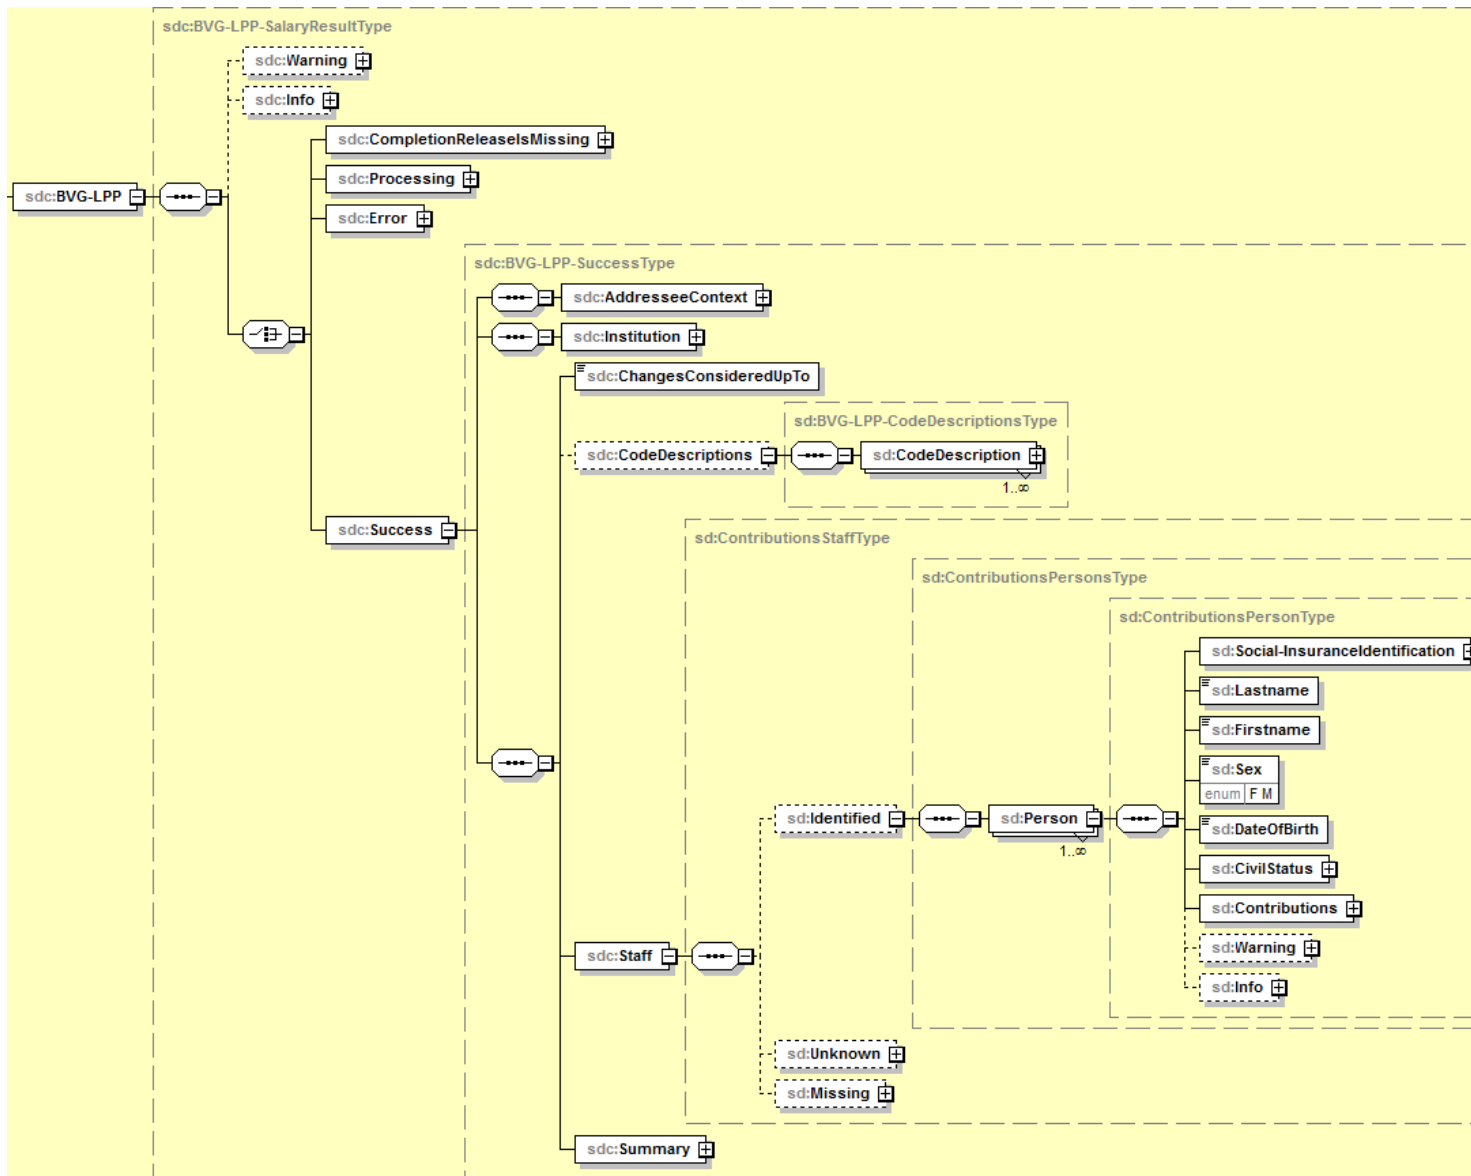 sdc:BVG-LPP-SalaryResultType
sdc:Warning
sdc:Info
sdc:CompletionReleaseIsMissing
sdc:Processing
sdc:BVG-LPP
sdc:Error
sdc:BVG-LPP-SuccessType
sdc:AddresseeContext
sdc:Institution
sdc:ChangesConsideredUpTo
sd:BVG-LPP-CodeDescriptionsType
sdc:CodeDescriptions
sd:CodeDescription
1..∞
sdc:Success
sd:ContributionsStaffType
sd:ContributionsPersonsType
sd:ContributionsPersonType
sd:Social-InsuranceIdentification
sd:Lastname
sd:Firstname
sd:Sex
enum F M
sd:Identified
sd:Person
1..∞
sd:DateOfBirth
sd:CivilStatus
sd:Contributions
sd:Warning
sdc:Staff
sd:Info
sd:Unknown
sd:Missing
sdc:Summary